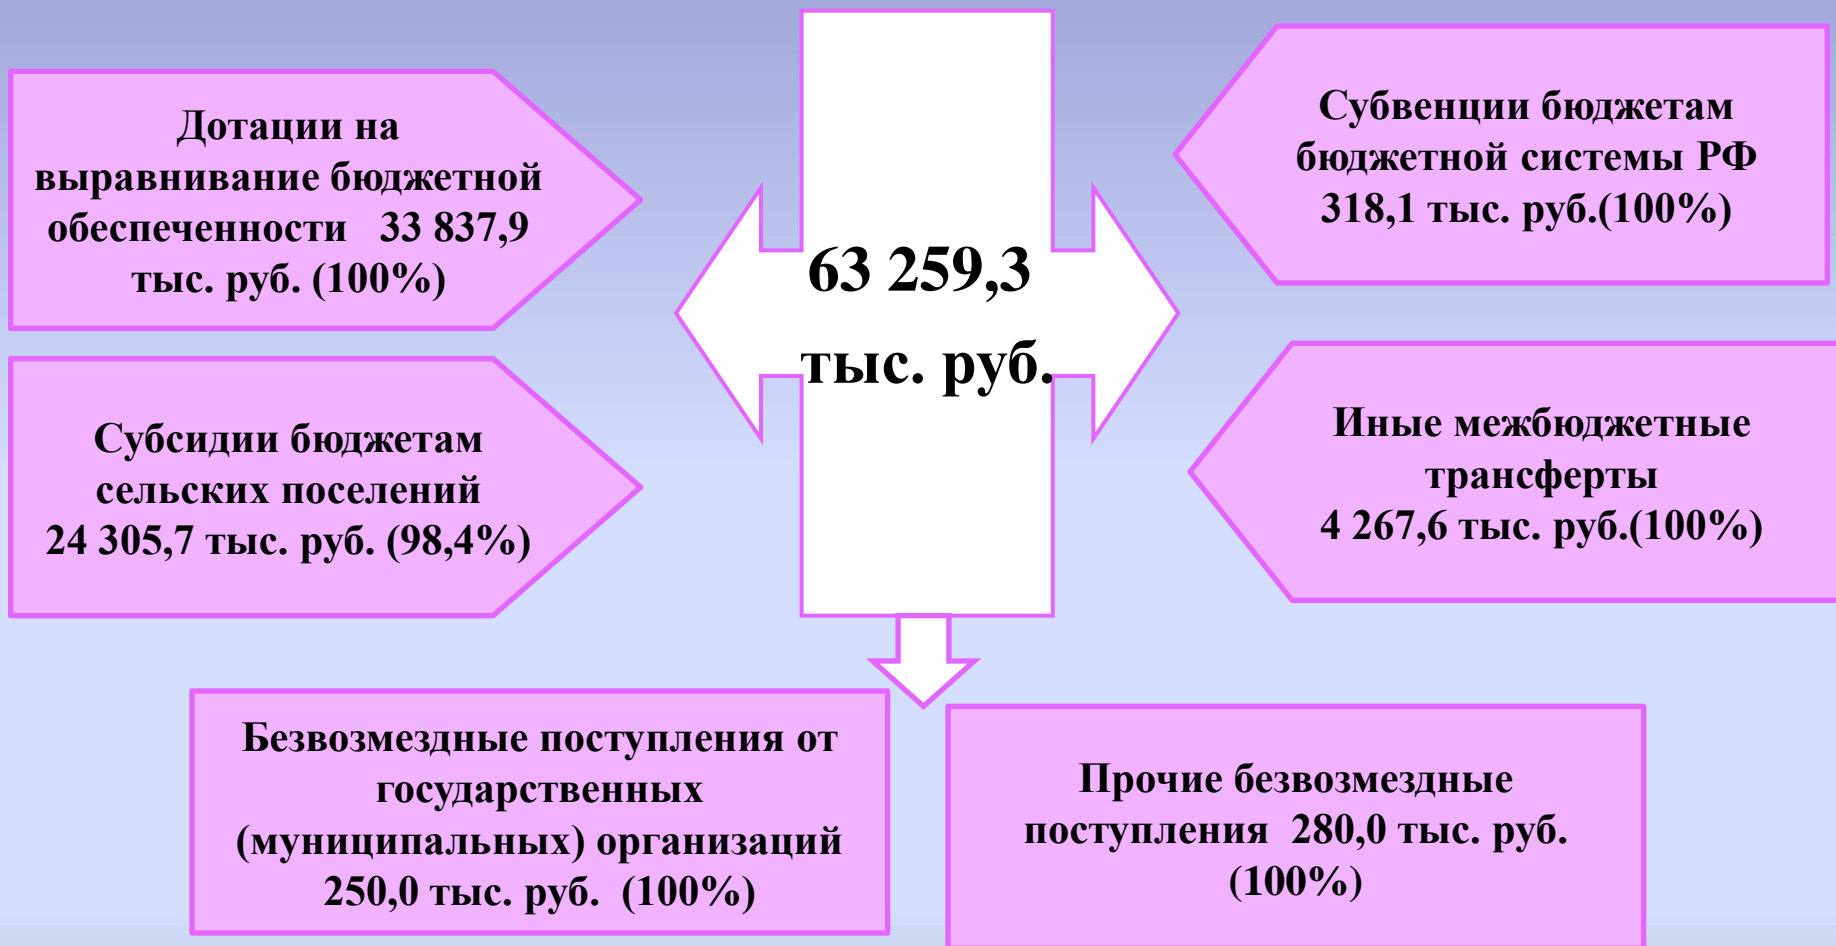 Дотации на
выравнивание бюджетной
обеспеченности 33 837,9
тыс. руб. (100%)
Субсидии бюджетам
сельских поселений
24 305,7 тыс. руб. (98,4%)
63 259,3
тыс. руб.
Субвенции бюджетам
бюджетной системы РФ
318,1 тыс. руб.(100%)
Иные межбюджетные
трансферты
4 267,6 тыс. руб.(100%)
Безвозмездные поступления от
государственных
(муниципальных) организаций
250,0 тыс. руб. (100%)
Прочие безвозмездные
поступления 280,0 тыс. руб.
(100%)